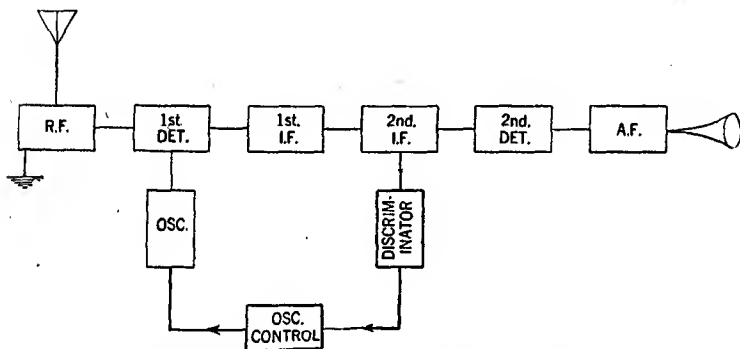 R.F.
1st
DET.
1st.
I.F.
2nd.
I.F.
2nd.
DET.
A.F.
OSC.
DISCRIM-
INATOR
OSC.
CONTROL